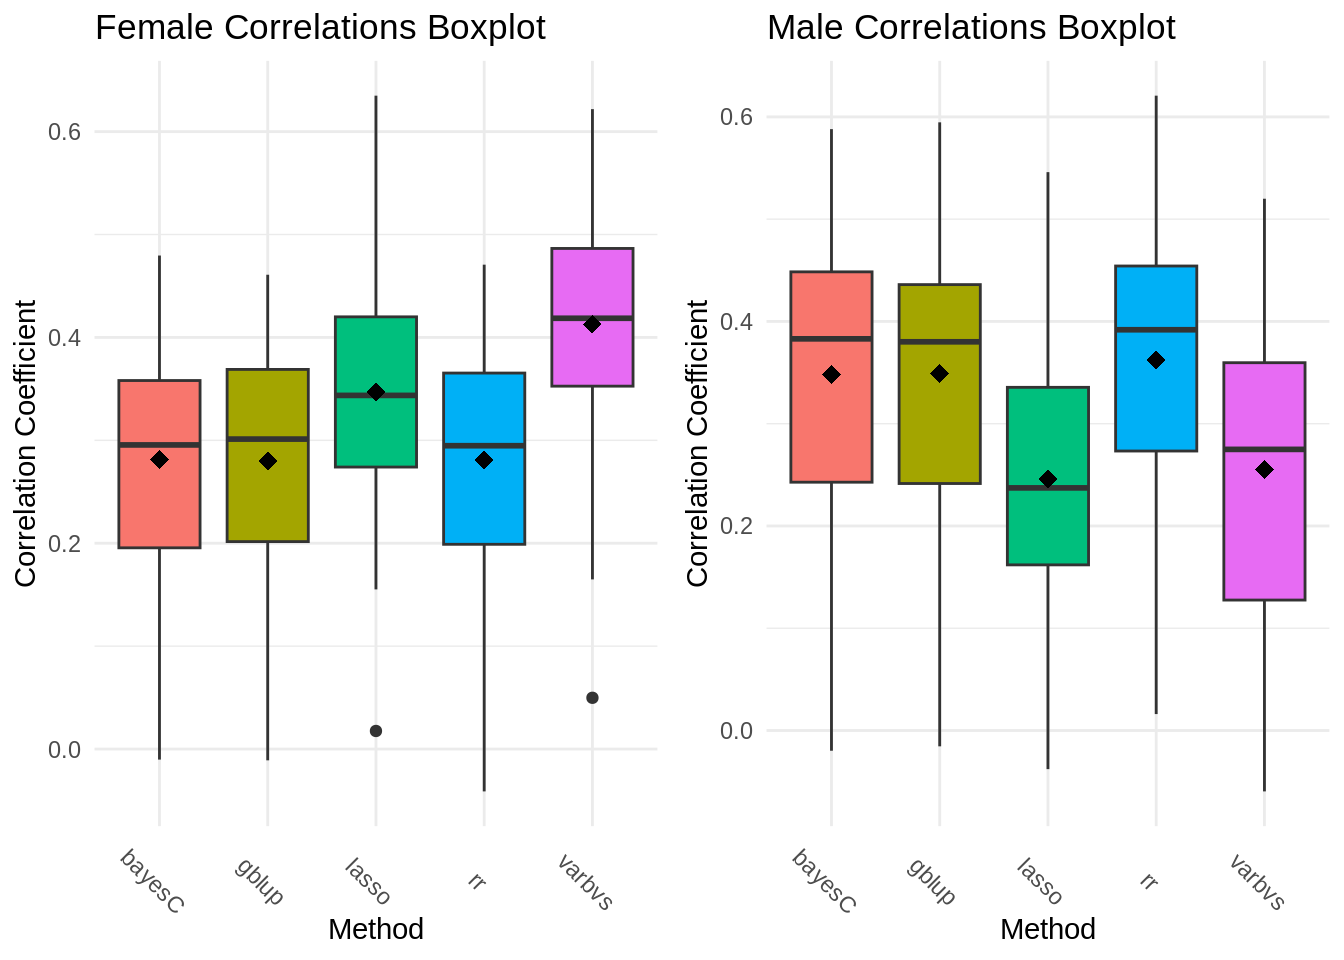 Female Correlations Boxplot
Correlation Coefficient
0.6
0.4
0.2
0.0
bayesC
gblup
lasso
rr
varbvs
Method
Male Correlations Boxplot
Correlation Coefficient
0.6
0.4
0.2
0.0
bayesC
gblup
lasso
rr
varbvs
Method